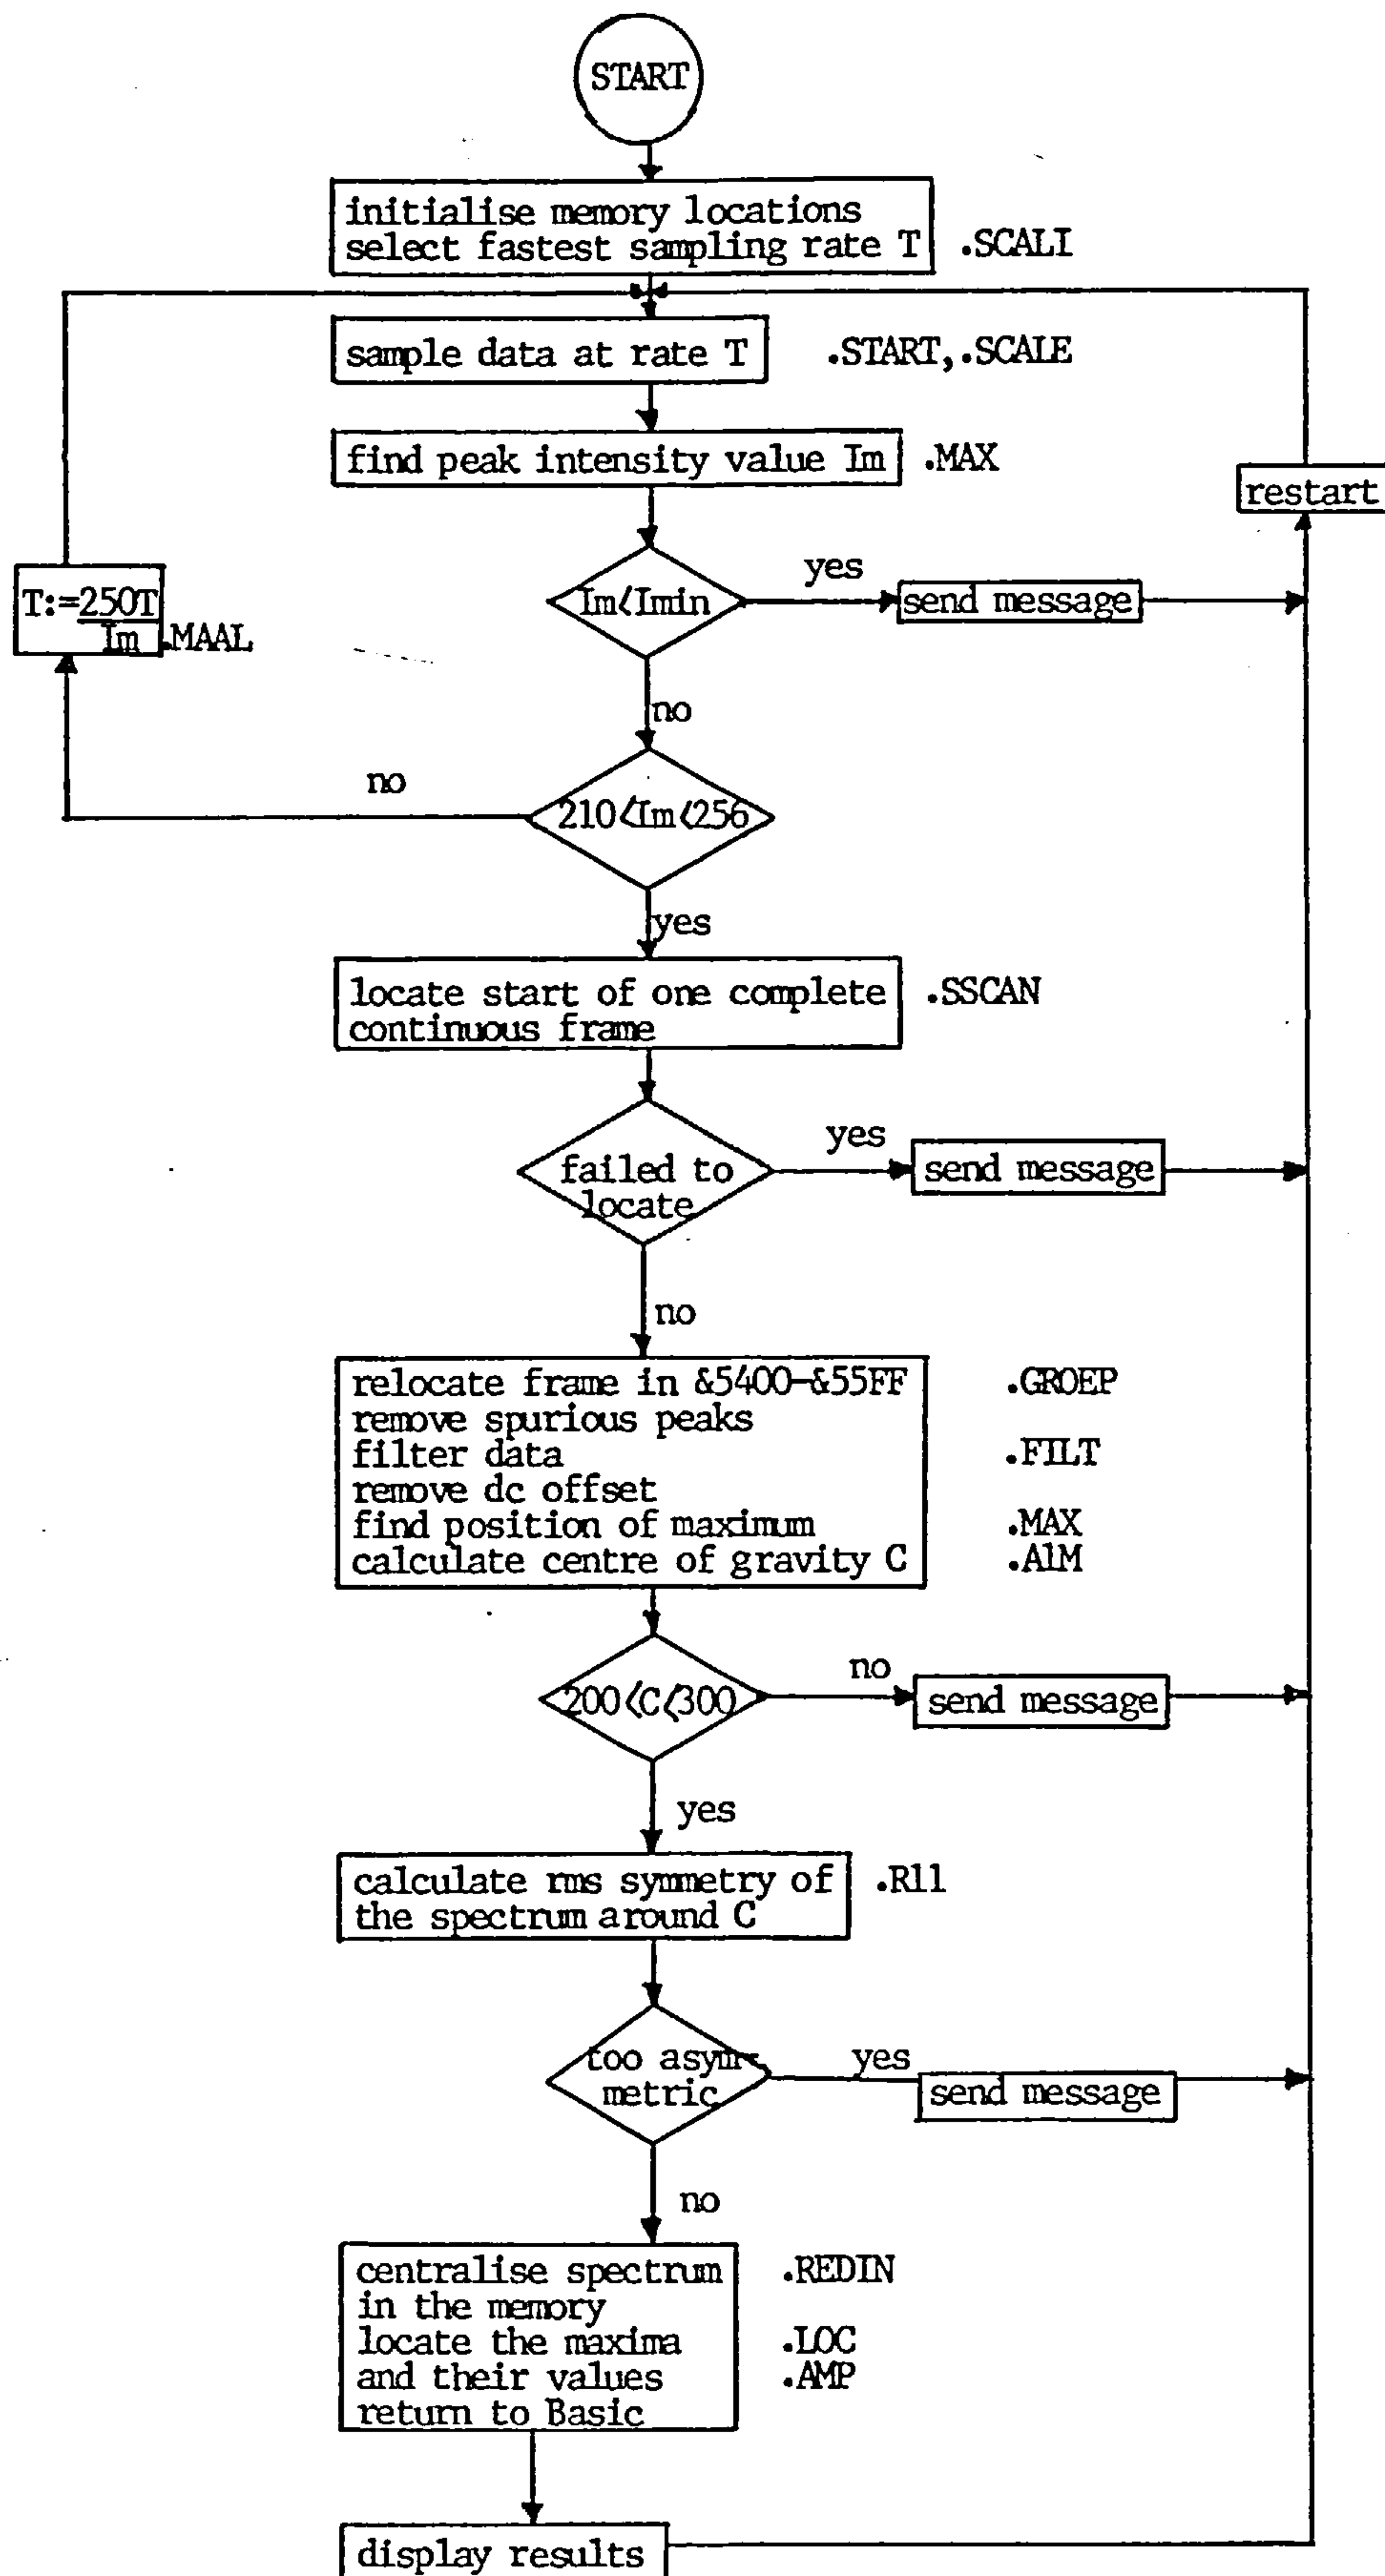 START
initialise memory locations
select fastest sampling rate T .SCALI
sample data at rate T .START,.SCALE
find peak intensity value Im .MAX
restart
Im<Imin
yes
send message
T:=250T
Im .MAAL
no
no
210<Im<256
yes
locate start of one complete .SSCAN
continuous frame
failed to
locate
yes
send message
no
relocate frame in &5400-&55FF .GROEP
remove spurious peaks
filter data .FILT
remove dc offset
find position of maximum .MAX
calculate centre of gravity C .A1M
200<C<300
no
send message
yes
calculate rms symmetry of .R11
the spectrum around C
too asym-
metric
yes
send message
no
centralise spectrum .REDIN
in the memory
locate the maxima .LOC
and their values .AMP
return to Basic
display results